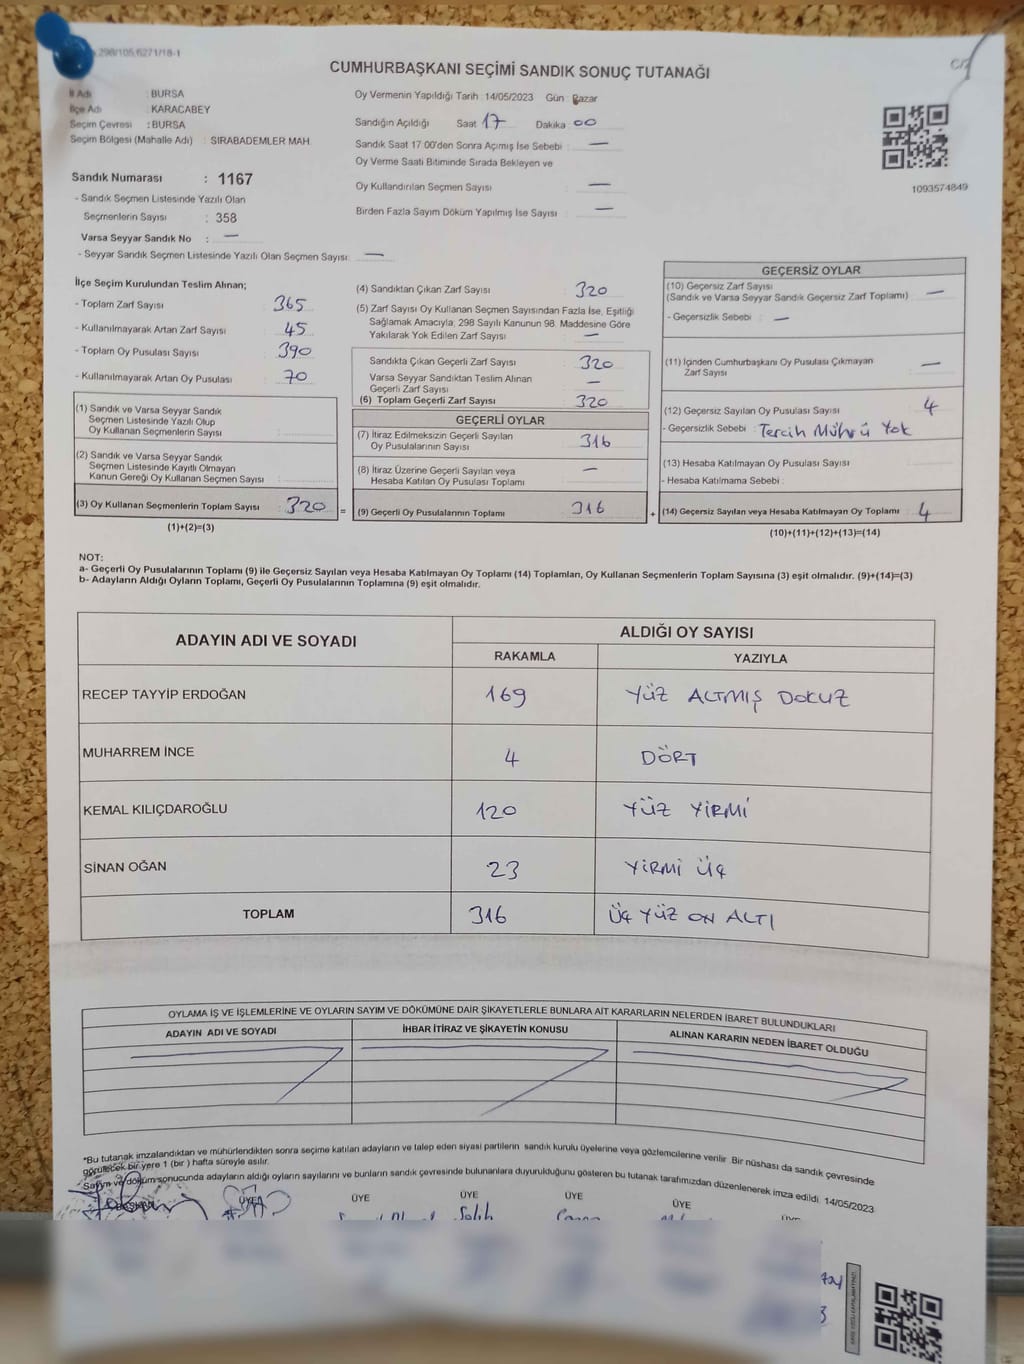 298/105,6271/18-1
C/2
CUMHURBAŞKANI SEÇİMİ SANDIK SONUÇ TUTANAĞI
İl Adı : BURSA
İlçe Adı : KARACABEY
Seçim Çevresi : BURSA
Seçim Bölgesi (Mahalle Adı) : SIRABADEMLER MAH.
Sandık Numarası : 1167
- Sandık Seçmen Listesinde Yazılı Olan
Seçmenlerin Sayısı : 358
Varsa Seyyar Sandık No : —
- Seyyar Sandık Seçmen Listesinde Yazılı Olan Seçmen Sayısı: —
Oy Vermenin Yapıldığı Tarih : 14/05/2023 Gün : Pazar
Sandığın Açıldığı Saat 17 Dakika 00
Sandık Saat 17.00'den Sonra Açımış İse Sebebi : —
Oy Verme Saati Bitiminde Sırada Bekleyen ve
Oy Kullandırılan Seçmen Sayısı —
Birden Fazla Sayım Döküm Yapılmış İse Sayısı : —
1093574849
İlçe Seçim Kurulundan Teslim Alınan;
- Toplam Zarf Sayısı : 365
- Kullanılmayarak Artan Zarf Sayısı : 45
- Toplam Oy Pusulası Sayısı : 390
- Kullanılmayarak Artan Oy Pusulası : 70
(1) Sandık ve Varsa Seyyar Sandık
Seçmen Listesinde Yazılı Olup
Oy Kullanan Seçmenlerin Sayısı :
(2) Sandık ve Varsa Seyyar Sandık
Seçmen Listesinde Kayıtlı Olmayan
Kanun Gereği Oy Kullanan Seçmen Sayısı :
(3) Oy Kullanan Seçmenlerin Toplam Sayısı : 320 =
(1)+(2)=(3)
(4) Sandıktan Çıkan Zarf Sayısı : 320
(5) Zarf Sayısı Oy Kullanan Seçmen Sayısından Fazla İse, Eşitliği
Sağlamak Amacıyla, 298 Sayılı Kanunun 98. Maddesine Göre
Yakılarak Yok Edilen Zarf Sayısı : —
Sandıkta Çıkan Geçerli Zarf Sayısı : 320
Varsa Seyyar Sandıktan Teslim Alınan
Geçerli Zarf Sayısı : —
(6) Toplam Geçerli Zarf Sayısı : 320
GEÇERLİ OYLAR
(7) İtiraz Edilmeksizin Geçerli Sayılan
Oy Pusulalarının Sayısı : 316
(8) İtiraz Üzerine Geçerli Sayılan veya
Hesaba Katılan Oy Pusulası Toplamı : —
(9) Geçerli Oy Pusulalarının Toplamı : 316 +
GEÇERSİZ OYLAR
(10) Geçersiz Zarf Sayısı
(Sandık ve Varsa Seyyar Sandık Geçersiz Zarf Toplamı) : —
- Geçersizlik Sebebi : —
(11) İçinden Cumhurbaşkanı Oy Pusulası Çıkmayan
Zarf Sayısı : —
(12) Geçersiz Sayılan Oy Pusulası Sayısı : 4
- Geçersizlik Sebebi : Tercih Mührü Yok
(13) Hesaba Katılmayan Oy Pusulası Sayısı :
- Hesaba Katılmama Sebebi :
(14) Geçersiz Sayılan veya Hesaba Katılmayan Oy Toplamı : 4
(10)+(11)+(12)+(13)=(14)
NOT:
a- Geçerli Oy Pusulalarının Toplamı (9) ile Geçersiz Sayılan veya Hesaba Katılmayan Oy Toplamı (14) Toplamları, Oy Kullanan Seçmenlerin Toplam Sayısına (3) eşit olmalıdır. (9)+(14)=(3)
b- Adayların Aldığı Oyların Toplamı, Geçerli Oy Pusulalarının Toplamına (9) eşit olmalıdır.
ADAYIN ADI VE SOYADI
ALDIĞI OY SAYISI
RAKAMLA YAZIYLA
RECEP TAYYİP ERDOĞAN 169 YÜZ ALTMIŞ DOKUZ
MUHARREM İNCE 4 DÖRT
KEMAL KILIÇDAROĞLU 120 YÜZ YİRMİ
SİNAN OĞAN 23 YİRMİ ÜÇ
TOPLAM 316 ÜÇ YÜZ ON ALTI
OYLAMA İŞ VE İŞLEMLERİNE VE OYLARIN SAYIM VE DÖKÜMÜNE DAİR ŞİKAYETLERLE BUNLARA AİT KARARLARIN NELERDEN İBARET BULUNDUKLARI
ADAYIN ADI VE SOYADI İHBAR İTİRAZ VE ŞİKAYETİN KONUSU ALINAN KARARIN NEDEN İBARET OLDUĞU
*Bu tutanak imzalandıktan ve mühürlendikten sonra seçime katılan adayların ve talep eden siyasi partilerin sandık kurulu üyelerine veya gözlemcilerine verilir. Bir nüshası da sandık çevresinde
görülecek bir yere 1 (bir ) hafta süreyle asılır.
Sayım ve döküm sonucunda adayların aldığı oyların sayılarını ve bunların sandık çevresinde bulunanlara duyurulduğunu gösteren bu tutanak tarafımızdan düzenlenerek imza edildi. 14/05/2023
BAŞKAN ÜYE ÜYE ÜYE ÜYE ÜYE
Salih